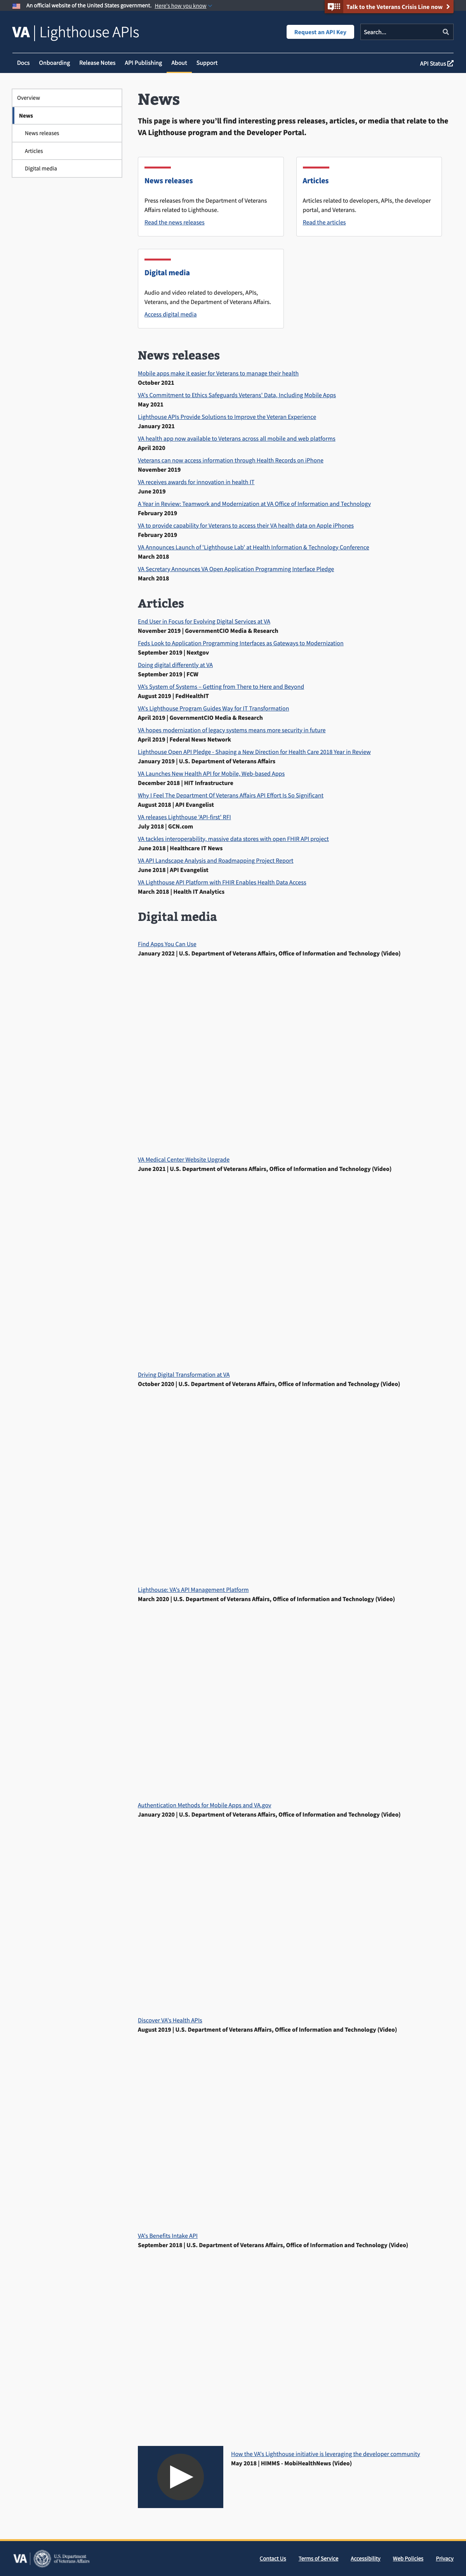 An official website of the United States government. Here's how you know
Talk to the Veterans Crisis Line now
VA | Lighthouse APIs
Request an API Key
Search...
Docs Onboarding Release Notes API Publishing About Support
API Status
Overview
News
News releases
Articles
Digital media
News
This page is where you'll find interesting press releases, articles, or media that relate to the
VA Lighthouse program and the Developer Portal.
News releases
Press releases from the Department of Veterans
Affairs related to Lighthouse.
Read the news releases
Articles
Articles related to developers, APIs, the developer
portal, and Veterans.
Read the articles
Digital media
Audio and video related to developers, APIs,
Veterans, and the Department of Veterans Affairs.
Access digital media
News releases
Mobile apps make it easier for Veterans to manage their health
October 2021
VA's Commitment to Ethics Safeguards Veterans' Data, Including Mobile Apps
May 2021
Lighthouse APIs Provide Solutions to Improve the Veteran Experience
January 2021
VA health app now available to Veterans across all mobile and web platforms
April 2020
Veterans can now access information through Health Records on iPhone
November 2019
VA receives awards for innovation in health IT
June 2019
A Year in Review: Teamwork and Modernization at VA Office of Information and Technology
February 2019
VA to provide capability for Veterans to access their VA health data on Apple iPhones
February 2019
VA Announces Launch of 'Lighthouse Lab' at Health Information & Technology Conference
March 2018
VA Secretary Announces VA Open Application Programming Interface Pledge
March 2018
Articles
End User in Focus for Evolving Digital Services at VA
November 2019 | GovernmentCIO Media & Research
Feds Look to Application Programming Interfaces as Gateways to Modernization
September 2019 | Nextgov
Doing digital differently at VA
September 2019 | FCW
VA's System of Systems – Getting from There to Here and Beyond
August 2019 | FedHealthIT
VA's Lighthouse Program Guides Way for IT Transformation
April 2019 | GovernmentCIO Media & Research
VA hopes modernization of legacy systems means more security in future
April 2019 | Federal News Network
Lighthouse Open API Pledge - Shaping a New Direction for Health Care 2018 Year in Review
January 2019 | U.S. Department of Veterans Affairs
VA Launches New Health API for Mobile, Web-based Apps
December 2018 | HIT Infrastructure
Why I Feel The Department Of Veterans Affairs API Effort Is So Significant
August 2018 | API Evangelist
VA releases Lighthouse 'API-first' RFI
July 2018 | GCN.com
VA tackles interoperability, massive data stores with open FHIR API project
June 2018 | Healthcare IT News
VA API Landscape Analysis and Roadmapping Project Report
June 2018 | API Evangelist
VA Lighthouse API Platform with FHIR Enables Health Data Access
March 2018 | Health IT Analytics
Digital media
Find Apps You Can Use
January 2022 | U.S. Department of Veterans Affairs, Office of Information and Technology (Video)
VA Medical Center Website Upgrade
June 2021 | U.S. Department of Veterans Affairs, Office of Information and Technology (Video)
Driving Digital Transformation at VA
October 2020 | U.S. Department of Veterans Affairs, Office of Information and Technology (Video)
Lighthouse: VA's API Management Platform
March 2020 | U.S. Department of Veterans Affairs, Office of Information and Technology (Video)
Authentication Methods for Mobile Apps and VA.gov
January 2020 | U.S. Department of Veterans Affairs, Office of Information and Technology (Video)
Discover VA's Health APIs
August 2019 | U.S. Department of Veterans Affairs, Office of Information and Technology (Video)
VA's Benefits Intake API
September 2018 | U.S. Department of Veterans Affairs, Office of Information and Technology (Video)
How the VA's Lighthouse initiative is leveraging the developer community
May 2018 | HIMMS - MobiHealthNews (Video)
VA
U.S. Department
of Veterans Affairs
Contact Us Terms of Service Accessibility Web Policies Privacy